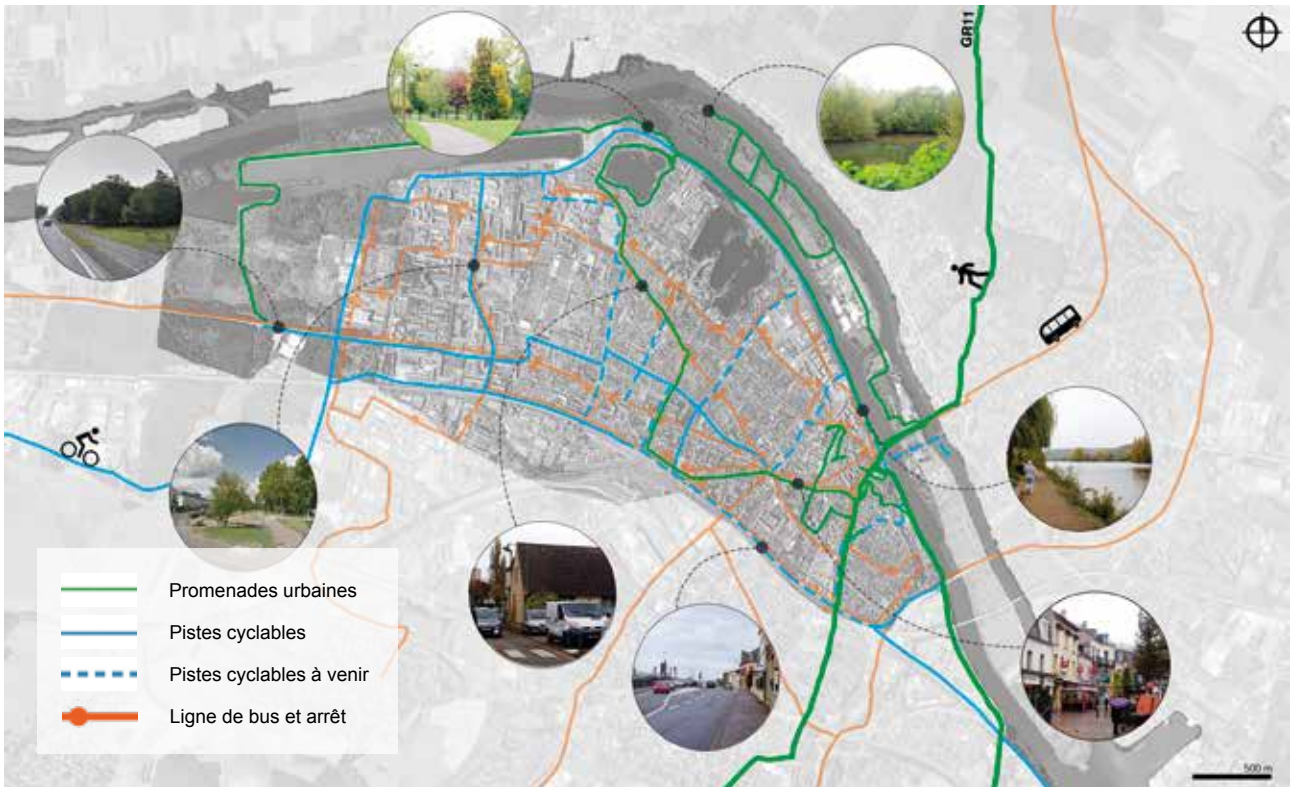 GR11
Promenades urbaines
Pistes cyclables
Pistes cyclables à venir
Ligne de bus et arrêt
500 m